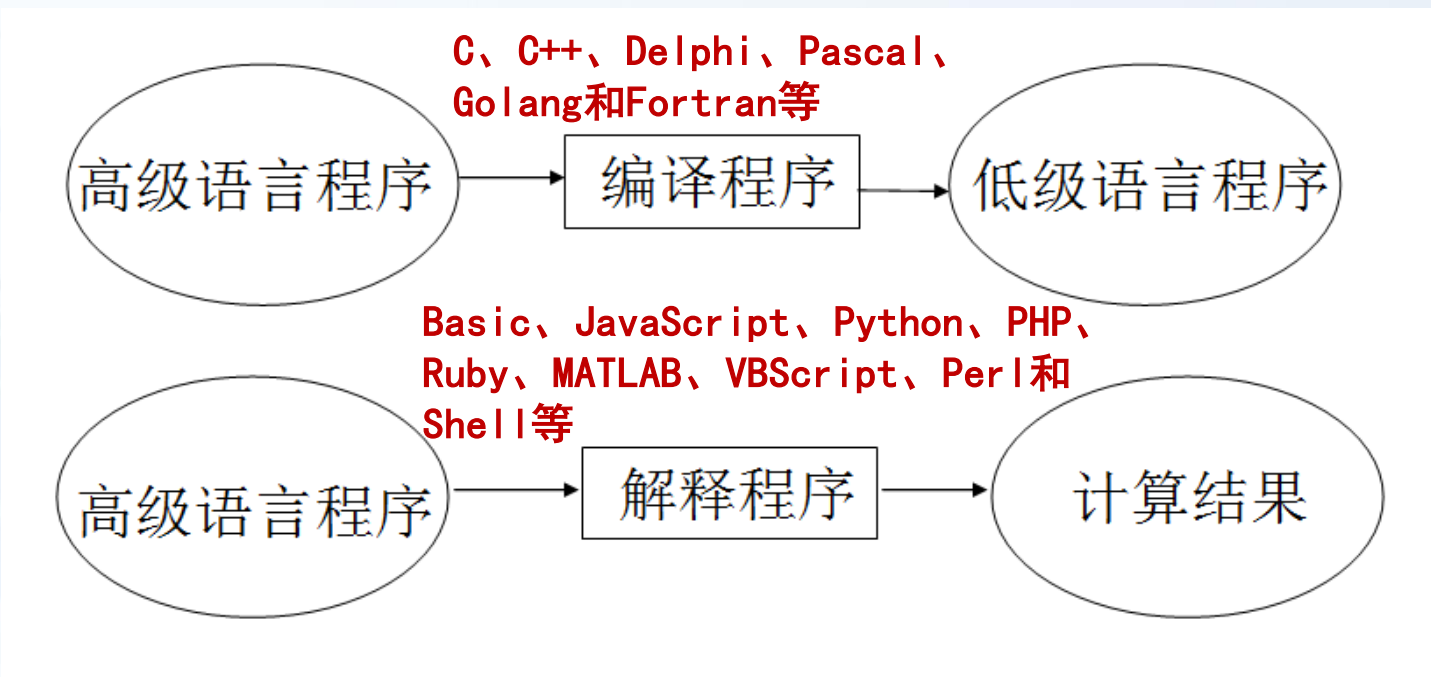 C、C++、Delphi、Pascal、
Golang和Fortran等
高级语言程序
编译程序
低级语言程序
Basic、JavaScript、Python、PHP、
Ruby、MATLAB、VBScript、Perl和
Shell等
高级语言程序
解释程序
计算结果